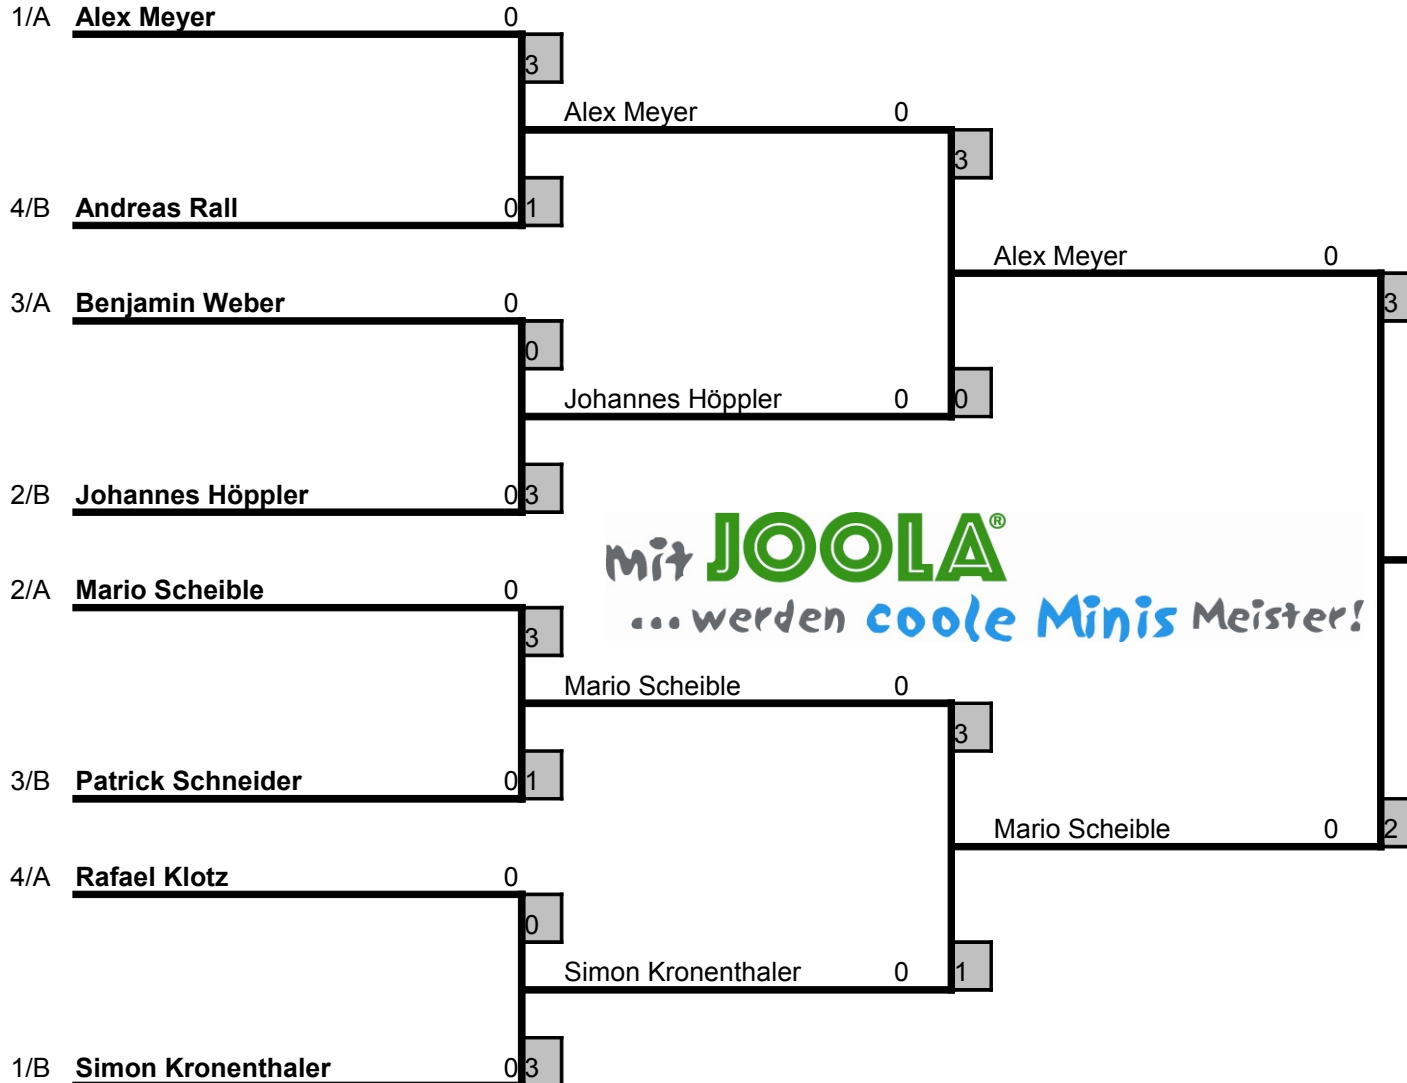 1/A Alex Meyer 0
3
Alex Meyer 0
3
4/B Andreas Rall 0 1
Alex Meyer 0
3/A Benjamin Weber 0
3
0
Johannes Höppler 0 0
2/B Johannes Höppler 0 3
mit JOOLA®
...werden coole Minis Meister!
2/A Mario Scheible 0
3
Mario Scheible 0
3
3/B Patrick Schneider 0 1
Mario Scheible 0 2
4/A Rafael Klotz 0
0
Simon Kronenthaler 0 1
1/B Simon Kronenthaler 0 3